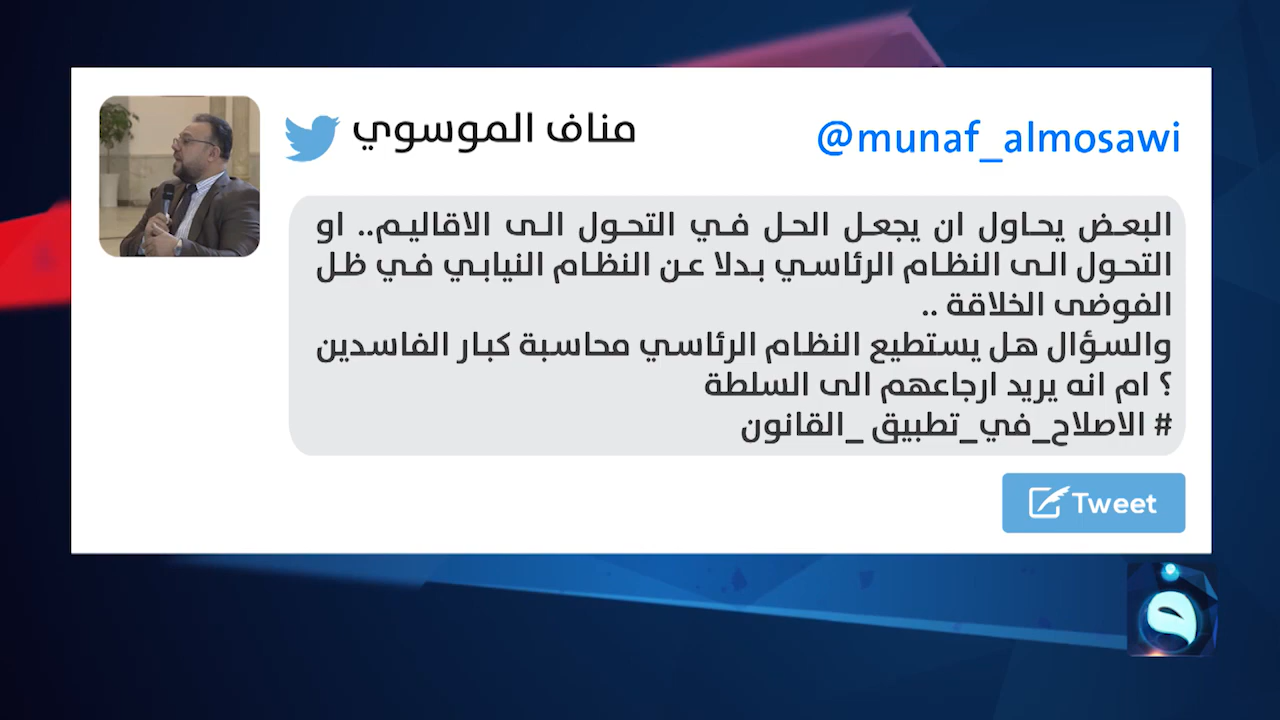 مناف الموسوي
@munaf_almosawi
البعض يحاول ان يجعل الحل في التحول الى الاقاليم.. او
التحول الى النظام الرئاسي بدلا عن النظام النيابي في ظل
الفوضى الخلاقة ..
والسؤال هل يستطيع النظام الرئاسي محاسبة كبار الفاسدين
؟ ام انه يريد ارجاعهم الى السلطة
# الاصلاح_في_تطبيق _القانون
Tweet